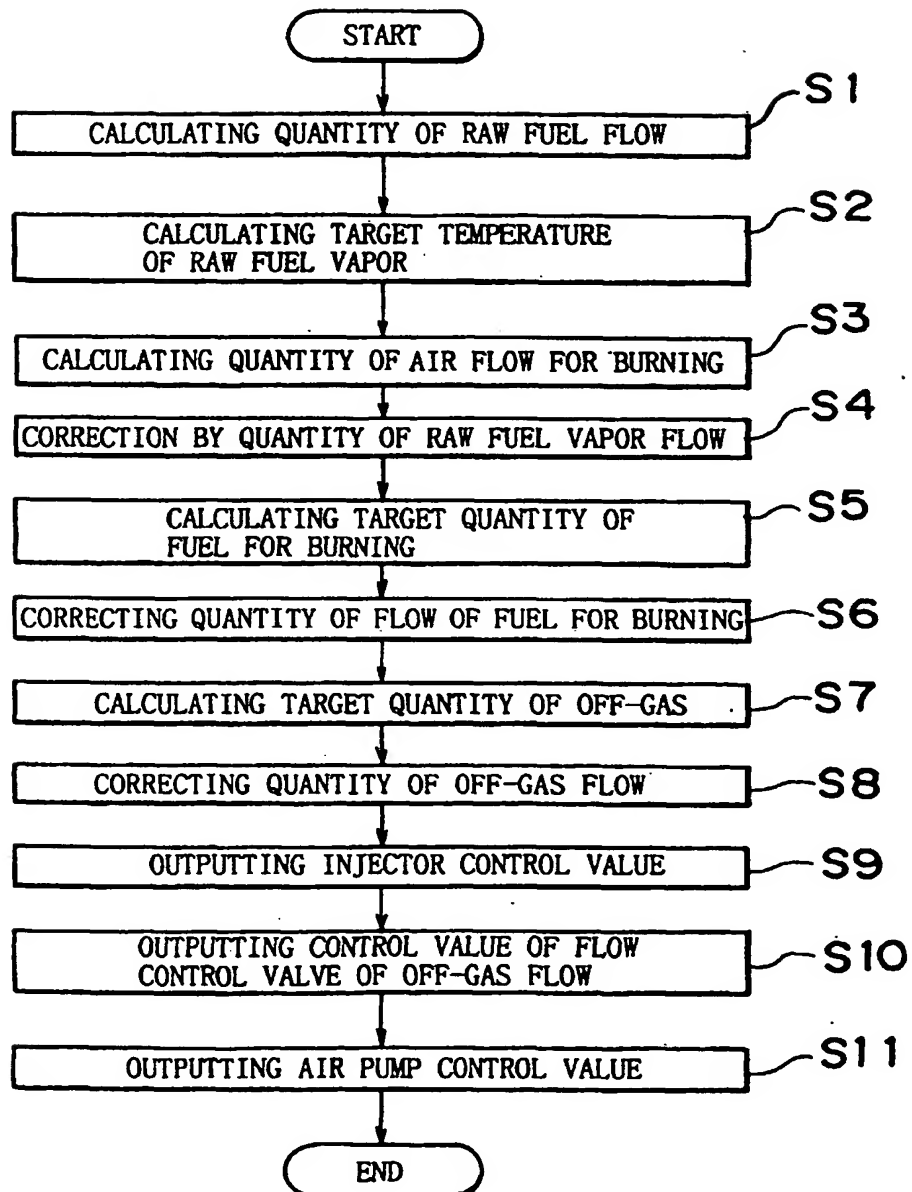 START
S1
CALCULATING QUANTITY OF RAW FUEL FLOW
S2
CALCULATING TARGET TEMPERATURE
OF RAW FUEL VAPOR
S3
CALCULATING QUANTITY OF AIR FLOW FOR BURNING
S4
CORRECTION BY QUANTITY OF RAW FUEL VAPOR FLOW
S5
CALCULATING TARGET QUANTITY OF
FUEL FOR BURNING
S6
CORRECTING QUANTITY OF FLOW OF FUEL FOR BURNING
S7
CALCULATING TARGET QUANTITY OF OFF-GAS
S8
CORRECTING QUANTITY OF OFF-GAS FLOW
S9
OUTPUTTING INJECTOR CONTROL VALUE
S10
OUTPUTTING CONTROL VALUE OF FLOW
CONTROL VALVE OF OFF-GAS FLOW
S11
OUTPUTTING AIR PUMP CONTROL VALUE
END